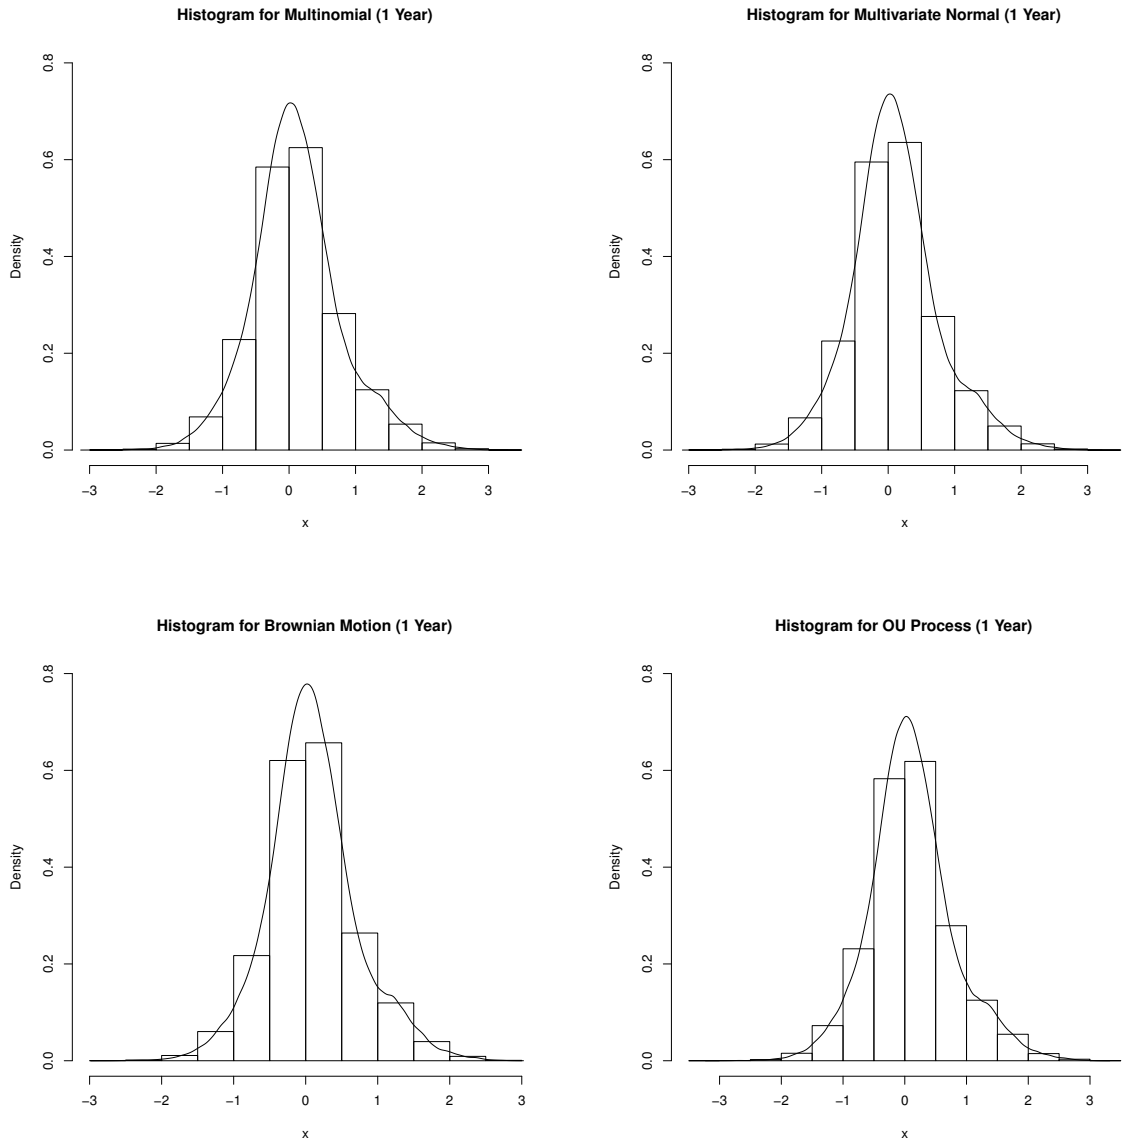 Histogram for Multinomial (1 Year)
Density
0.0 0.2 0.4 0.6 0.8
−3 −2 −1 0 1 2 3
x
Histogram for Multivariate Normal (1 Year)
Density
0.0 0.2 0.4 0.6 0.8
−3 −2 −1 0 1 2 3
x
Histogram for Brownian Motion (1 Year)
Density
0.0 0.2 0.4 0.6 0.8
−3 −2 −1 0 1 2 3
x
Histogram for OU Process (1 Year)
Density
0.0 0.2 0.4 0.6 0.8
−3 −2 −1 0 1 2 3
x